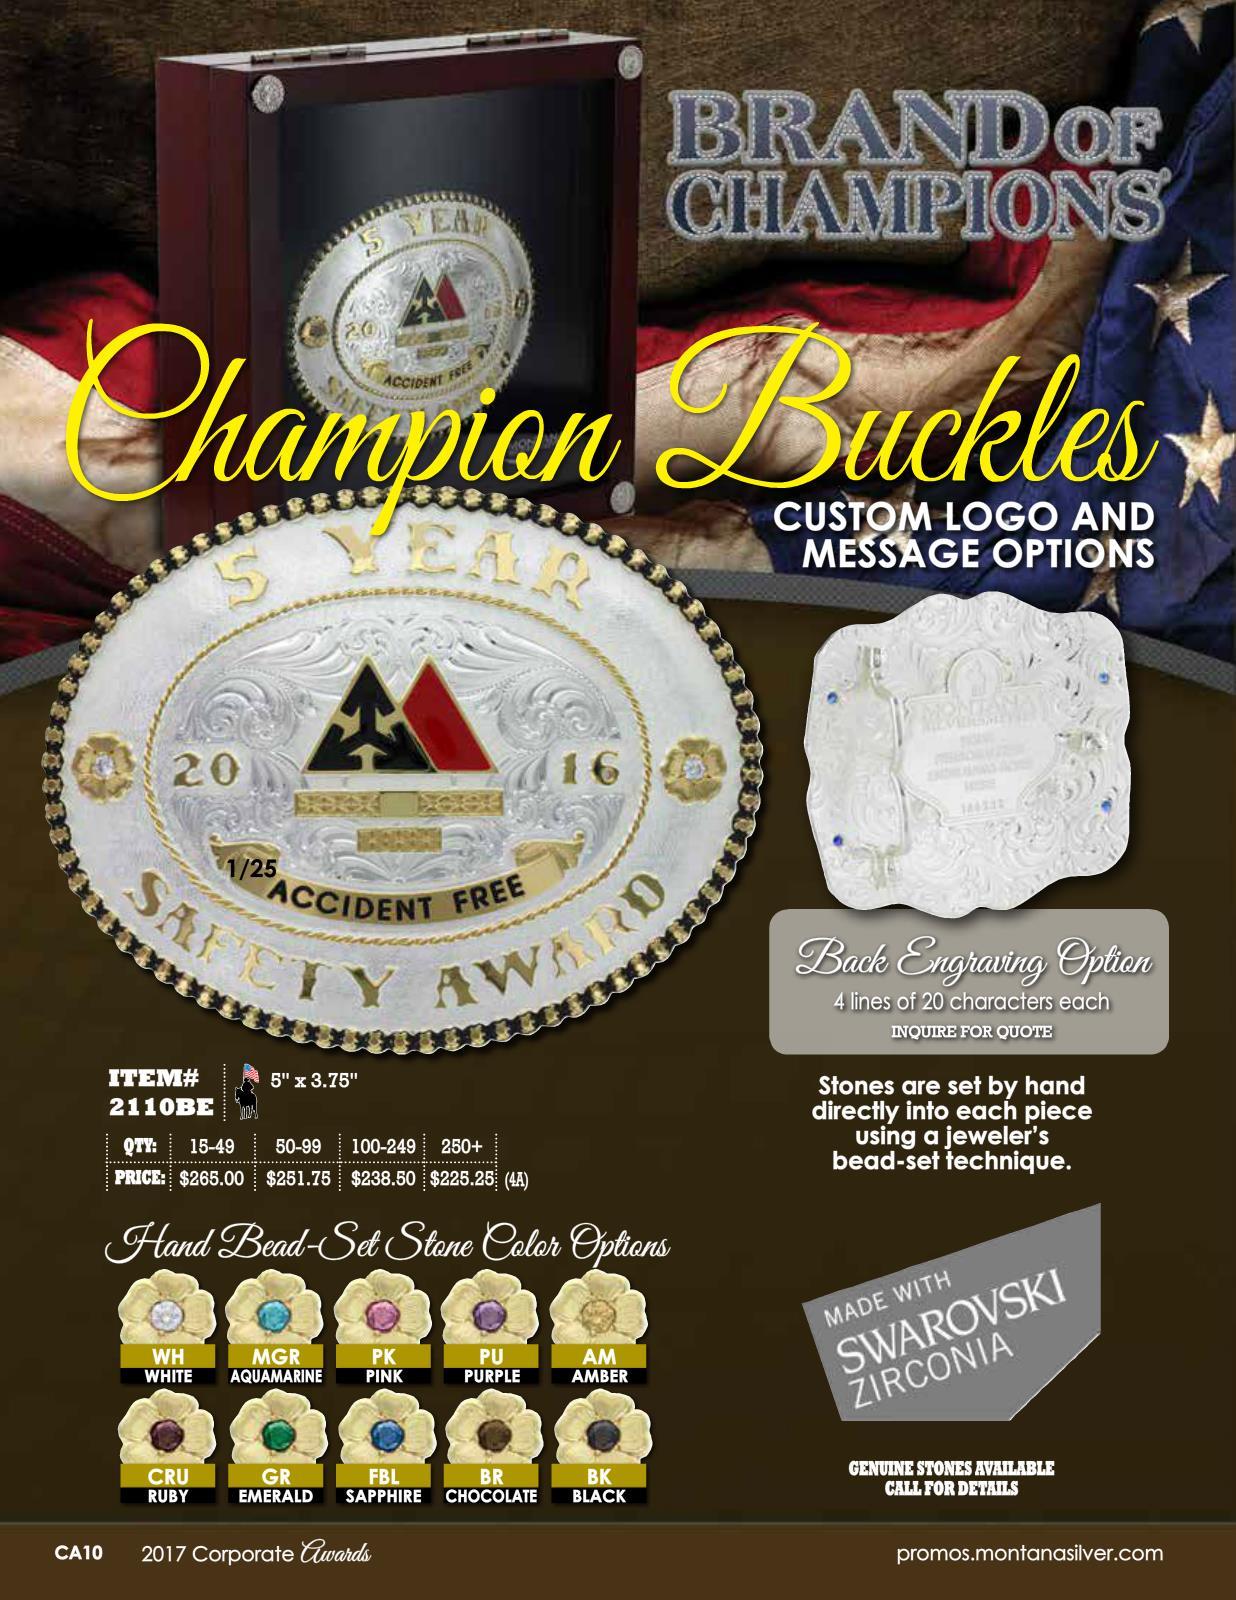 BRAND OF
CHAMPIONS®
5 YEAR
20
ACCIDENT FREE
Champion Buckles
CUSTOM LOGO AND
MESSAGE OPTIONS
5 YEAR
20 16
1/25
ACCIDENT FREE
SAFETY AWARD
Back Engraving Option
4 lines of 20 characters each
INQUIRE FOR QUOTE
ITEM#
2110BE
5" x 3.75"
QTY: 15-49 50-99 100-249 250+
PRICE: $265.00 $251.75 $238.50 $225.25 (4A)
Stones are set by hand
directly into each piece
using a jeweler's
bead-set technique.
Hand Bead-Set Stone Color Options
WH MGR PK PU AM
WHITE AQUAMARINE PINK PURPLE AMBER
CRU GR FBL BR BK
RUBY EMERALD SAPPHIRE CHOCOLATE BLACK
MADE WITH
SWAROVSKI
ZIRCONIA
GENUINE STONES AVAILABLE
CALL FOR DETAILS
CA10 2017 Corporate Awards promos.montanasilver.com